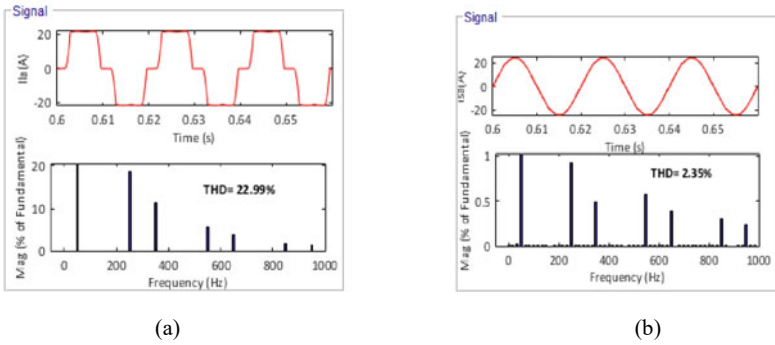 Signal
Ila(A)
20
0
-20
0.6 0.61 0.62 0.63 0.64 0.65
Time (s)
Mag (% of Fundamental)
20
10
0
THD= 22.99%
0 200 400 600 800 1000
Frequency (Hz)
(a)
Signal
Isa(A)
20
0
-20
0.6 0.61 0.62 0.63 0.64 0.65
Time (s)
Mag (% of Fundamental)
1
0.5
0
THD= 2.35%
0 200 400 600 800 1000
Frequency (Hz)
(b)